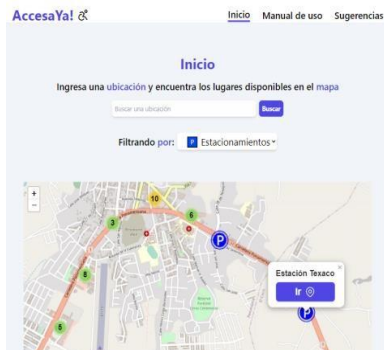 AccesaYa!
Inicio Manual de uso Sugerencias
Inicio
Ingresa una ubicación y encuentra los lugares disponibles en el mapa
Buscar una ubicación Buscar
Filtrando por: P Estacionamientos
+
−
10
3
6
P
8
Estación Texaco ×
Ir
P
5